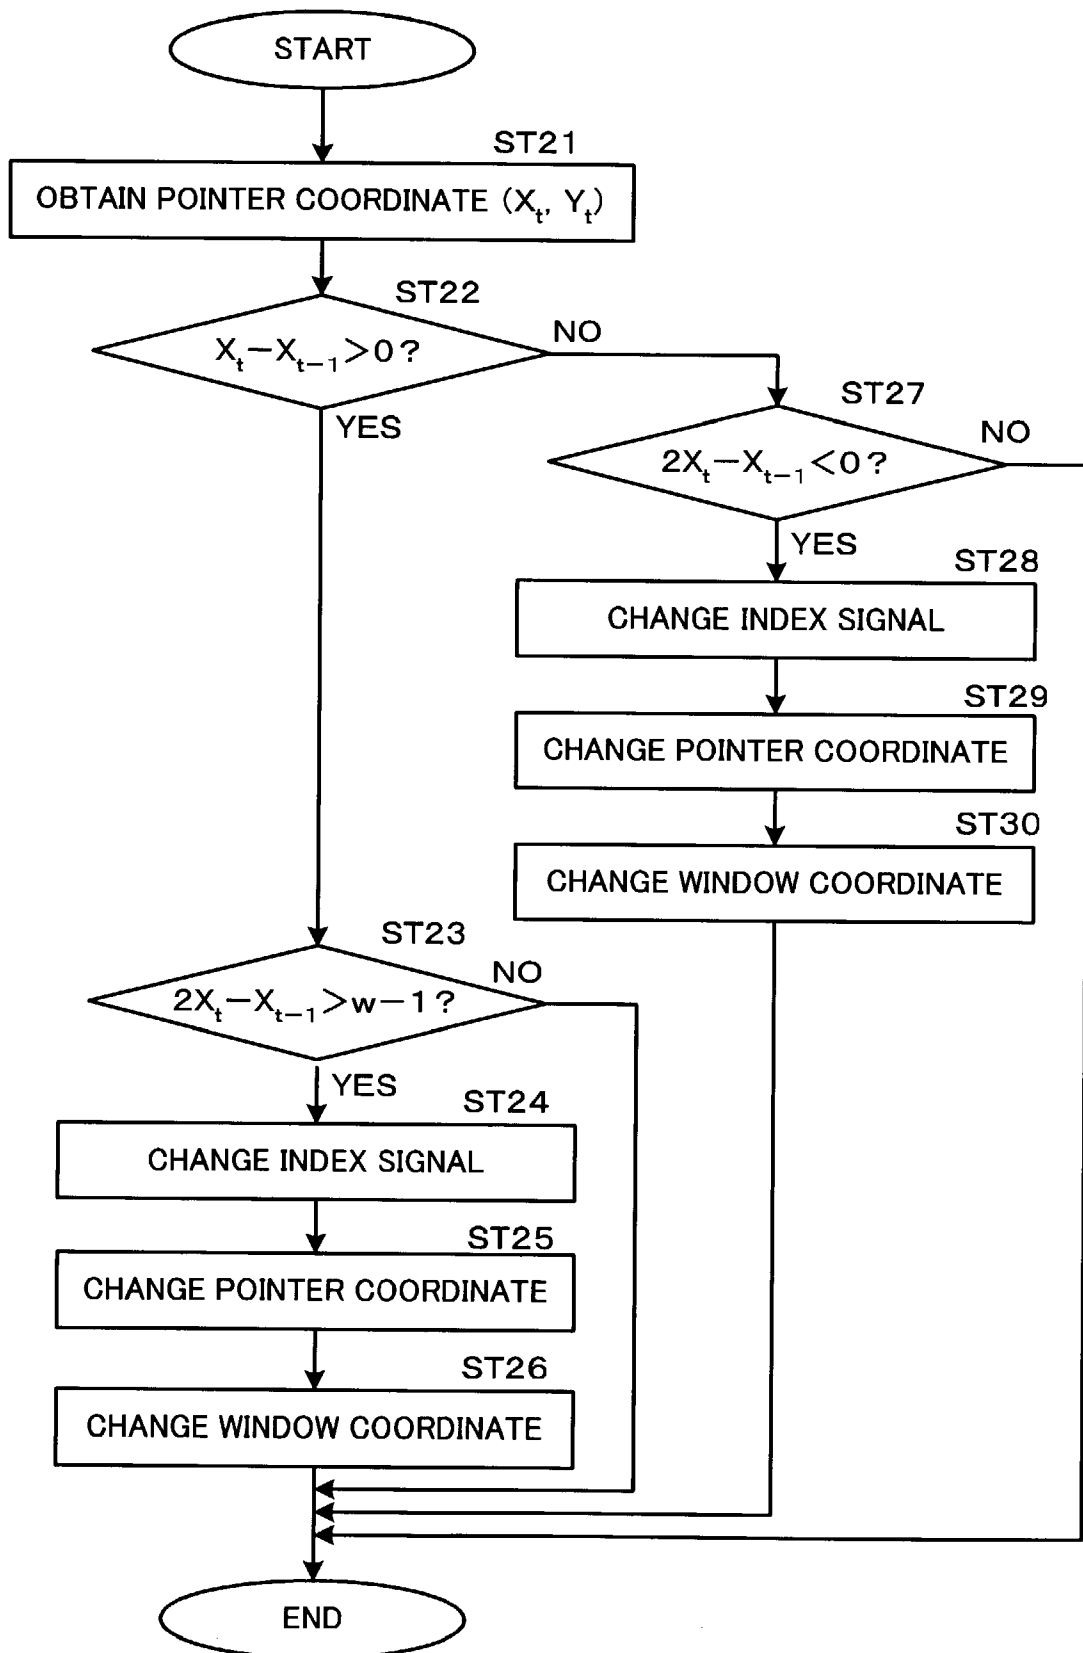 START
ST21
OBTAIN POINTER COORDINATE (Xₜ, Yₜ)
ST22
Xₜ−Xₜ₋₁>0?
NO
YES
ST27
2Xₜ−Xₜ₋₁<0?
NO
YES
ST28
CHANGE INDEX SIGNAL
ST29
CHANGE POINTER COORDINATE
ST30
CHANGE WINDOW COORDINATE
ST23
2Xₜ−Xₜ₋₁>w−1?
NO
YES
ST24
CHANGE INDEX SIGNAL
ST25
CHANGE POINTER COORDINATE
ST26
CHANGE WINDOW COORDINATE
END